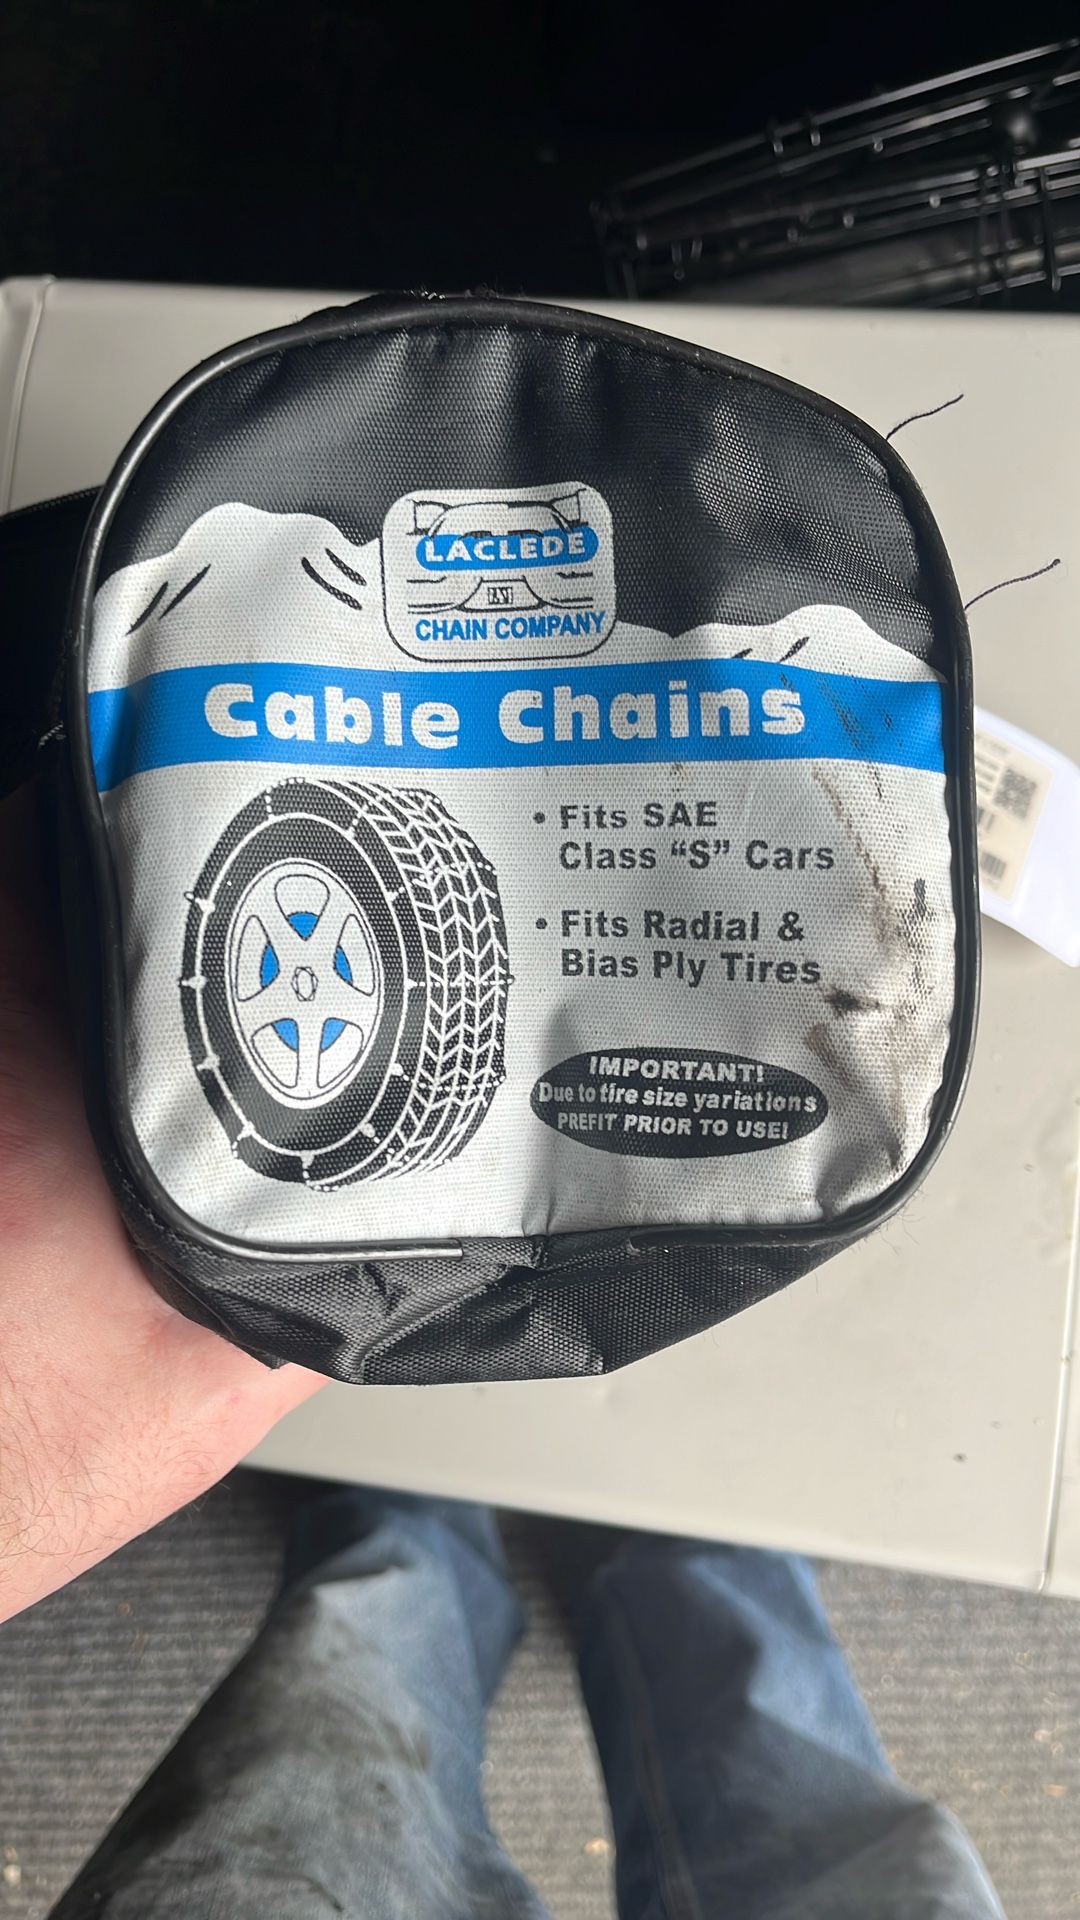 LACLEDE
CHAIN COMPANY
Cable Chains
• Fits SAE
Class “S” Cars
• Fits Radial &
Bias Ply Tires
IMPORTANT!
Due to tire size variations
PREFIT PRIOR TO USE!